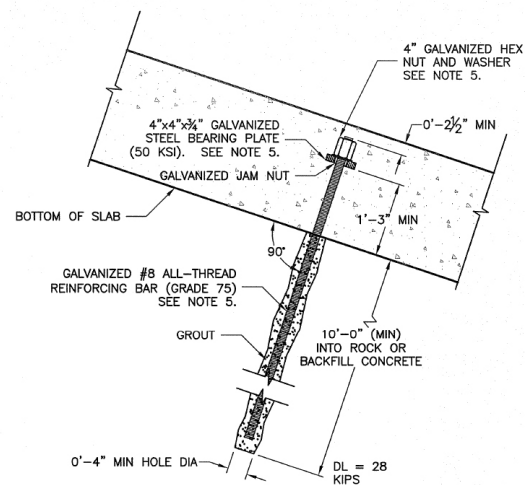 4" GALVANIZED HEX
NUT AND WASHER
SEE NOTE 5.
4"x4"x¾" GALVANIZED
STEEL BEARING PLATE
(50 KSI). SEE NOTE 5.
0'-2½" MIN
GALVANIZED JAM NUT
1'-3" MIN
BOTTOM OF SLAB
90°
GALVANIZED #8 ALL-THREAD
REINFORCING BAR (GRADE 75)
SEE NOTE 5.
GROUT
10'-0" (MIN)
INTO ROCK OR
BACKFILL CONCRETE
0'-4" MIN HOLE DIA
DL = 28
KIPS